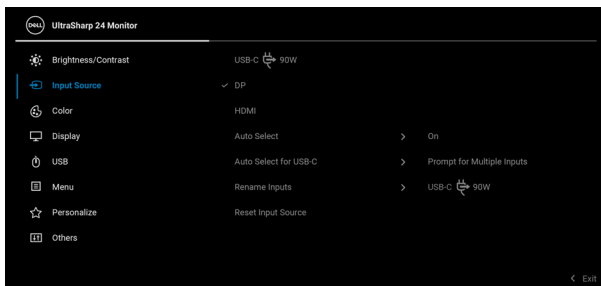 DELL UltraSharp 24 Monitor
Brightness/Contrast USB-C 90W
Input Source ✓ DP
Color HDMI
Display Auto Select > On
USB Auto Select for USB-C > Prompt for Multiple Inputs
Menu Rename Inputs > USB-C 90W
Personalize Reset Input Source
Others
< Exit